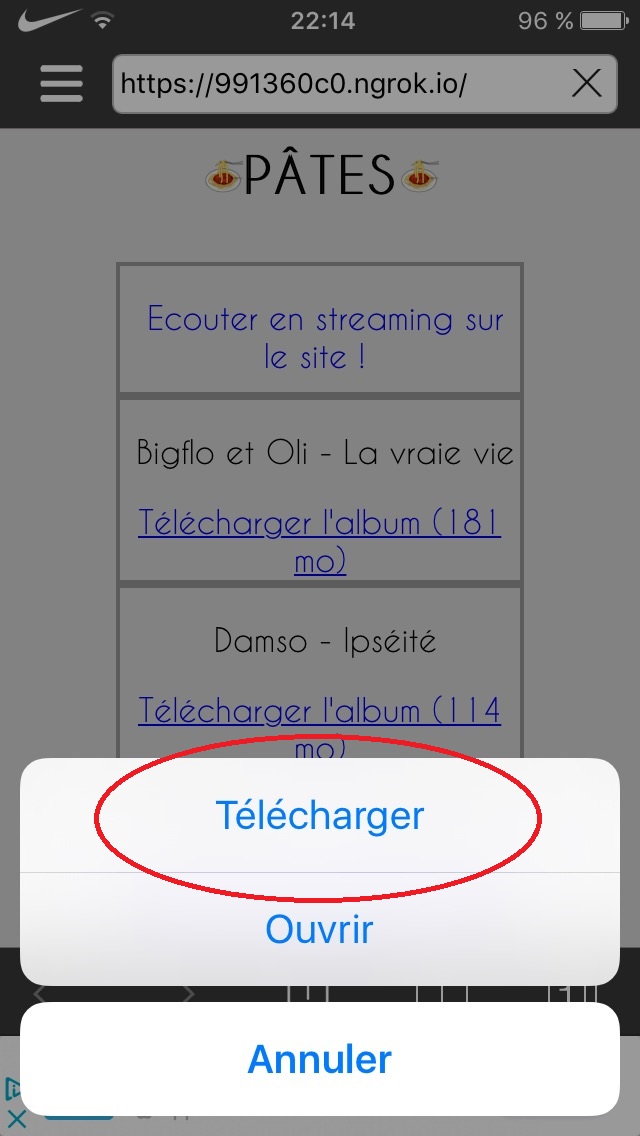 22:14
96 %
https://991360c0.ngrok.io/
PÂTES
Ecouter en streaming sur
le site !
Bigflo et Oli - La vraie vie
Télécharger l'album (181
mo)
Damso - Ipséité
Télécharger l'album (114
mo)
Télécharger
Ouvrir
Annuler